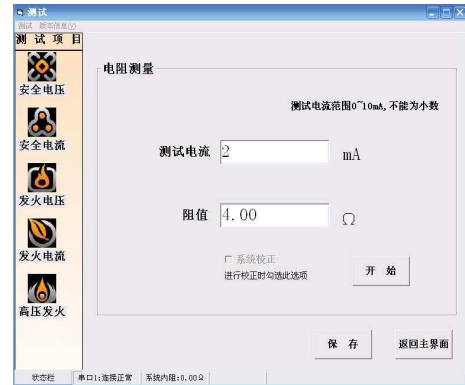 测试
测试 版本信息(V)
测 试 项 目
安全电压
安全电流
发火电压
发火电流
高压发火
电阻测量
测试电流范围0~10mA,不能为小数
测试电流 2 mA
阻值 4.00 Ω
系统校正
进行校正时勾选此选项
开 始
保 存
返回主界面
状态栏 串口1:连接正常 系统内阻:0.00Ω